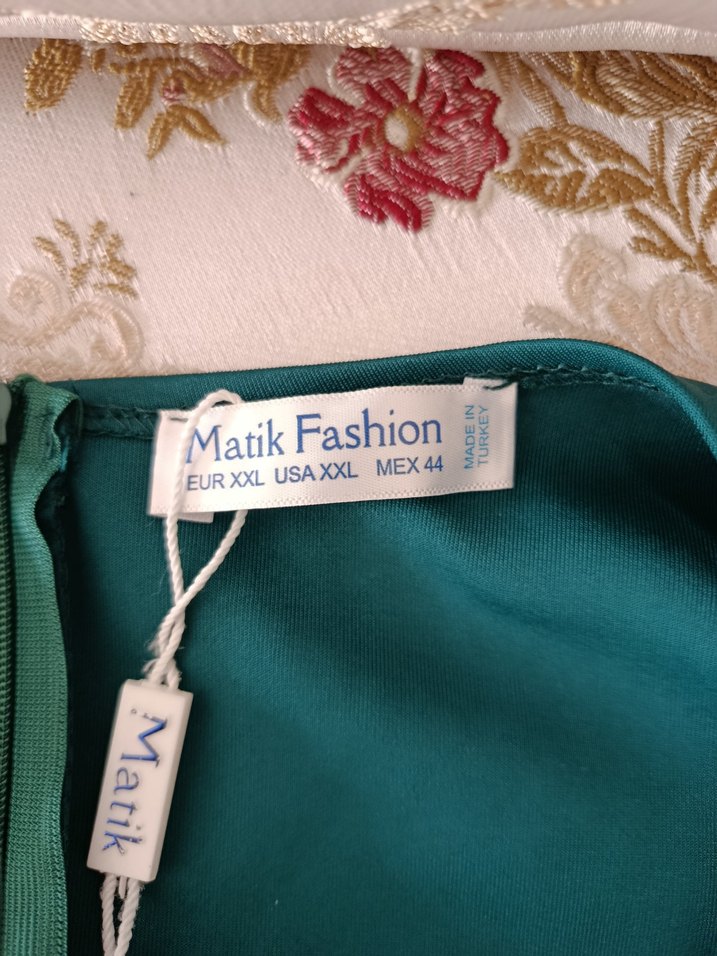 Matik Fashion
EUR XXL USA XXL MEX 44
MADE IN
TURKEY
Matik